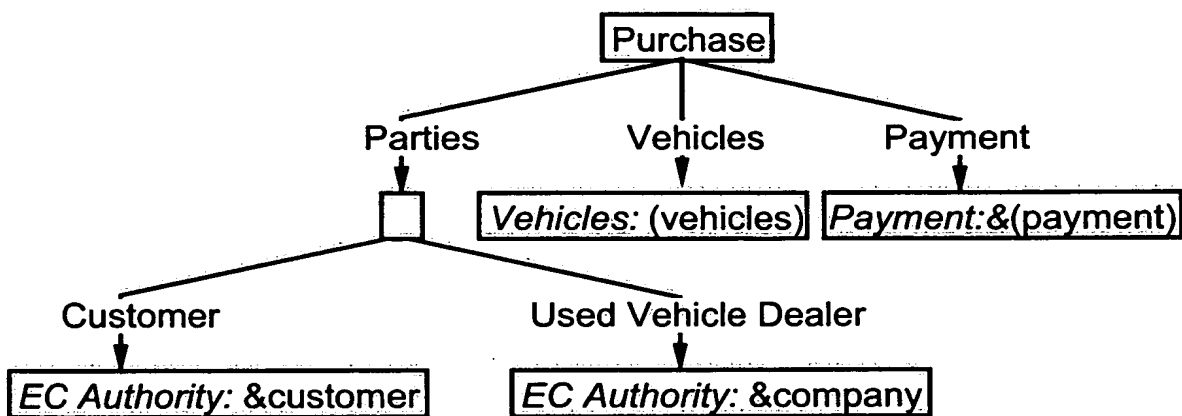 Purchase
Parties
Vehicles
Payment
Vehicles: (vehicles)
Payment:&(payment)
Customer
Used Vehicle Dealer
EC Authority: &customer
EC Authority: &company